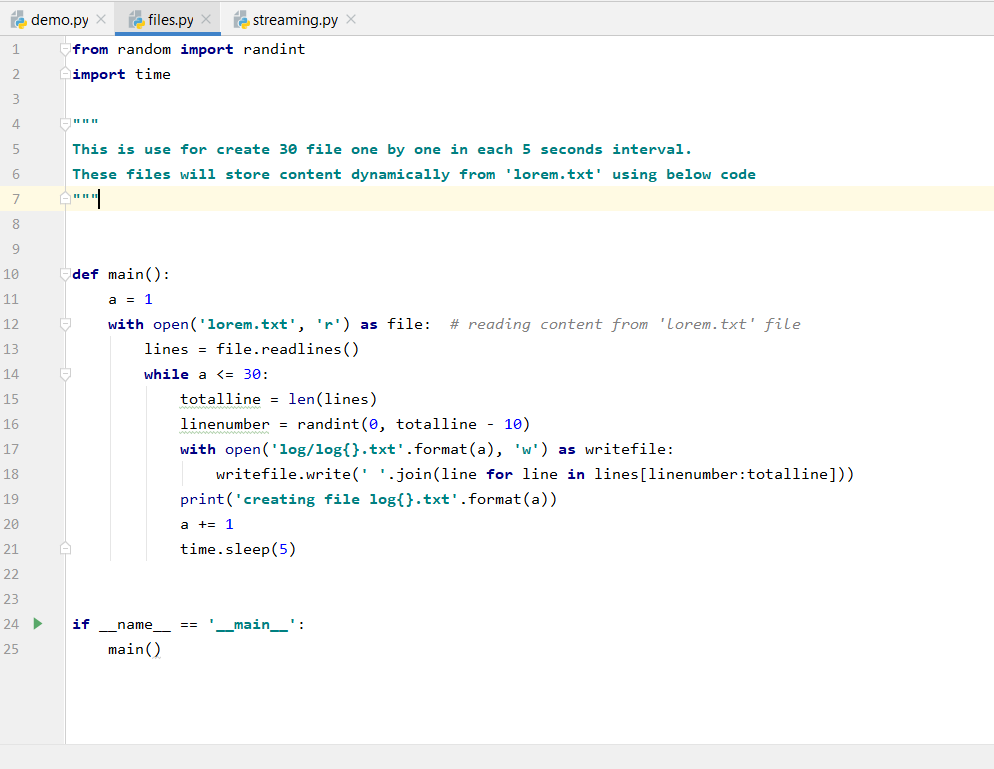 demo.py files.py streaming.py
1 from random import randint
2 import time
3
4 """
5 This is use for create 30 file one by one in each 5 seconds interval.
6 These files will store content dynamically from 'lorem.txt' using below code
7 """
8
9
10 def main():
11     a = 1
12     with open('lorem.txt', 'r') as file:  # reading content from 'lorem.txt' file
13         lines = file.readlines()
14         while a <= 30:
15             totalline = len(lines)
16             linenumber = randint(0, totalline - 10)
17             with open('log/log{}.txt'.format(a), 'w') as writefile:
18                 writefile.write(' '.join(line for line in lines[linenumber:totalline]))
19             print('creating file log{}.txt'.format(a))
20             a += 1
21             time.sleep(5)
22
23
24 if __name__ == '__main__':
25     main()